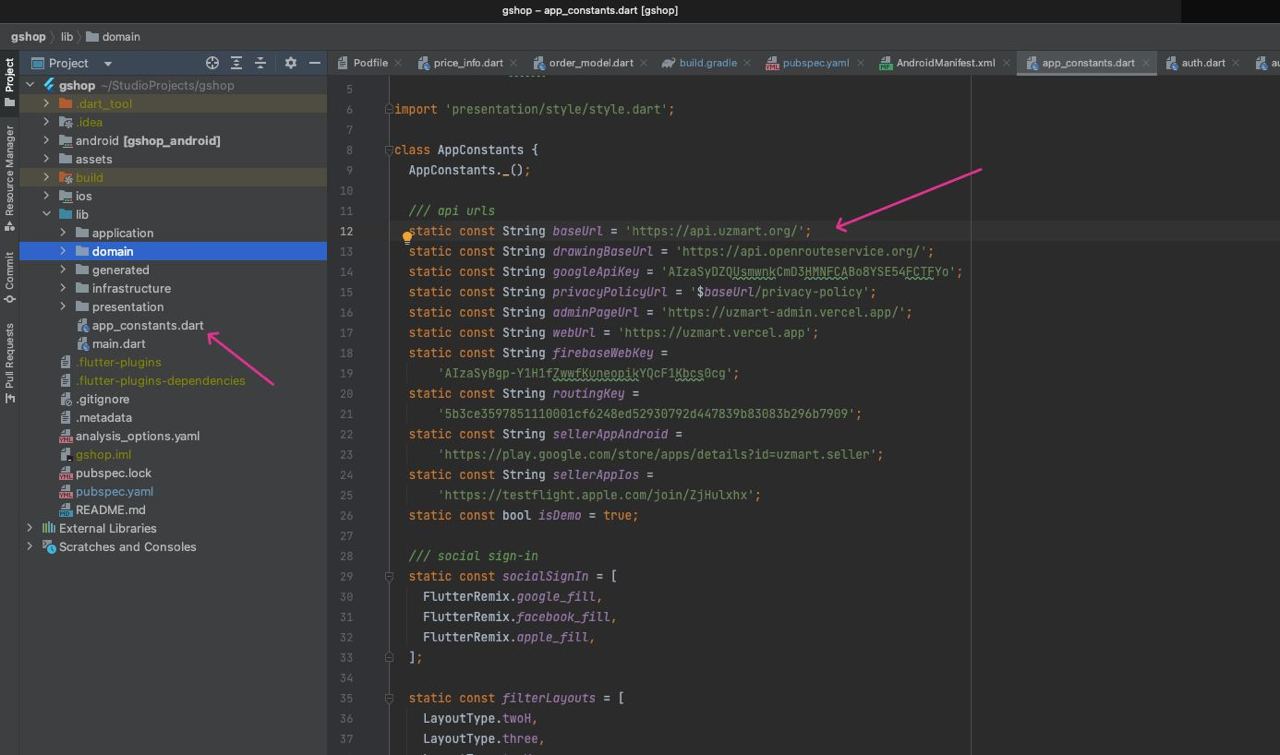 gshop – app_constants.dart [gshop]
gshop lib domain
Project
Project
Resource Manager
Commit
Pull Requests
gshop ~/StudioProjects/gshop
.dart_tool
.idea
android [gshop_android]
assets
build
ios
lib
application
domain
generated
infrastructure
presentation
app_constants.dart
main.dart
.flutter-plugins
.flutter-plugins-dependencies
.gitignore
.metadata
analysis_options.yaml
gshop.iml
pubspec.lock
pubspec.yaml
README.md
External Libraries
Scratches and Consoles
Podfile price_info.dart order_model.dart build.gradle pubspec.yaml AndroidManifest.xml app_constants.dart auth.dart au
5
6 import 'presentation/style/style.dart';
7
8 class AppConstants {
9 AppConstants._();
10
11 /// api urls
12 static const String baseUrl = 'https://api.uzmart.org/';
13 static const String drawingBaseUrl = 'https://api.openrouteservice.org/';
14 static const String googleApiKey = 'AIzaSyDZQUsmwnkCmD3HMNFCABo8YSE54FCTFYo';
15 static const String privacyPolicyUrl = '$baseUrl/privacy-policy';
16 static const String adminPageUrl = 'https://uzmart-admin.vercel.app/';
17 static const String webUrl = 'https://uzmart.vercel.app';
18 static const String firebaseWebKey =
19 'AIzaSyBgp-Y1H1fZwwfKuneopikYQcF1Kbcs0cg';
20 static const String routingKey =
21 '5b3ce3597851110001cf6248ed52930792d447839b83083b296b7909';
22 static const String sellerAppAndroid =
23 'https://play.google.com/store/apps/details?id=uzmart.seller';
24 static const String sellerAppIos =
25 'https://testflight.apple.com/join/ZjHulxhx';
26 static const bool isDemo = true;
27
28 /// social sign-in
29 static const socialSignIn = [
30 FlutterRemix.google_fill,
31 FlutterRemix.facebook_fill,
32 FlutterRemix.apple_fill,
33 ];
34
35 static const filterLayouts = [
36 LayoutType.twoH,
37 LayoutType.three,